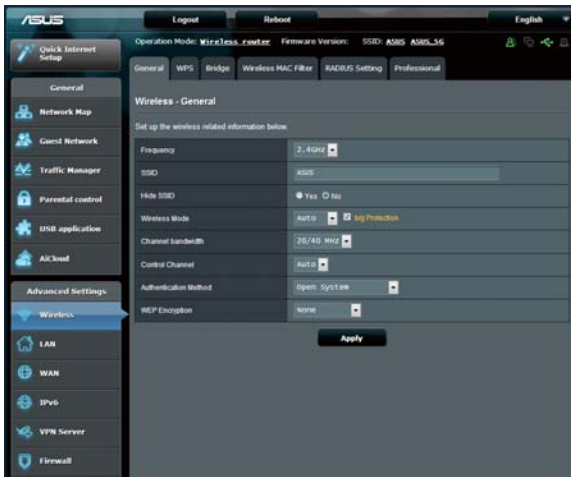 ASUS
Logout
Reboot
English
Quick Internet Setup
Operation Mode: Wireless router Firmware Version: SSID: ASUS ASUS_5G
General
WPS
Bridge
Wireless MAC Filter
RADIUS Setting
Professional
General
Network Map
Guest Network
Traffic Manager
Parental control
USB application
AiCloud
Advanced Settings
Wireless
LAN
WAN
IPv6
VPN Server
Firewall
Wireless - General
Set up the wireless related information below.
Frequency 2.4GHz
SSID ASUS
Hide SSID Yes No
Wireless Mode Auto b/g Protection
Channel bandwidth 20/40 MHz
Control Channel Auto
Authentication Method Open System
WEP Encryption None
Apply